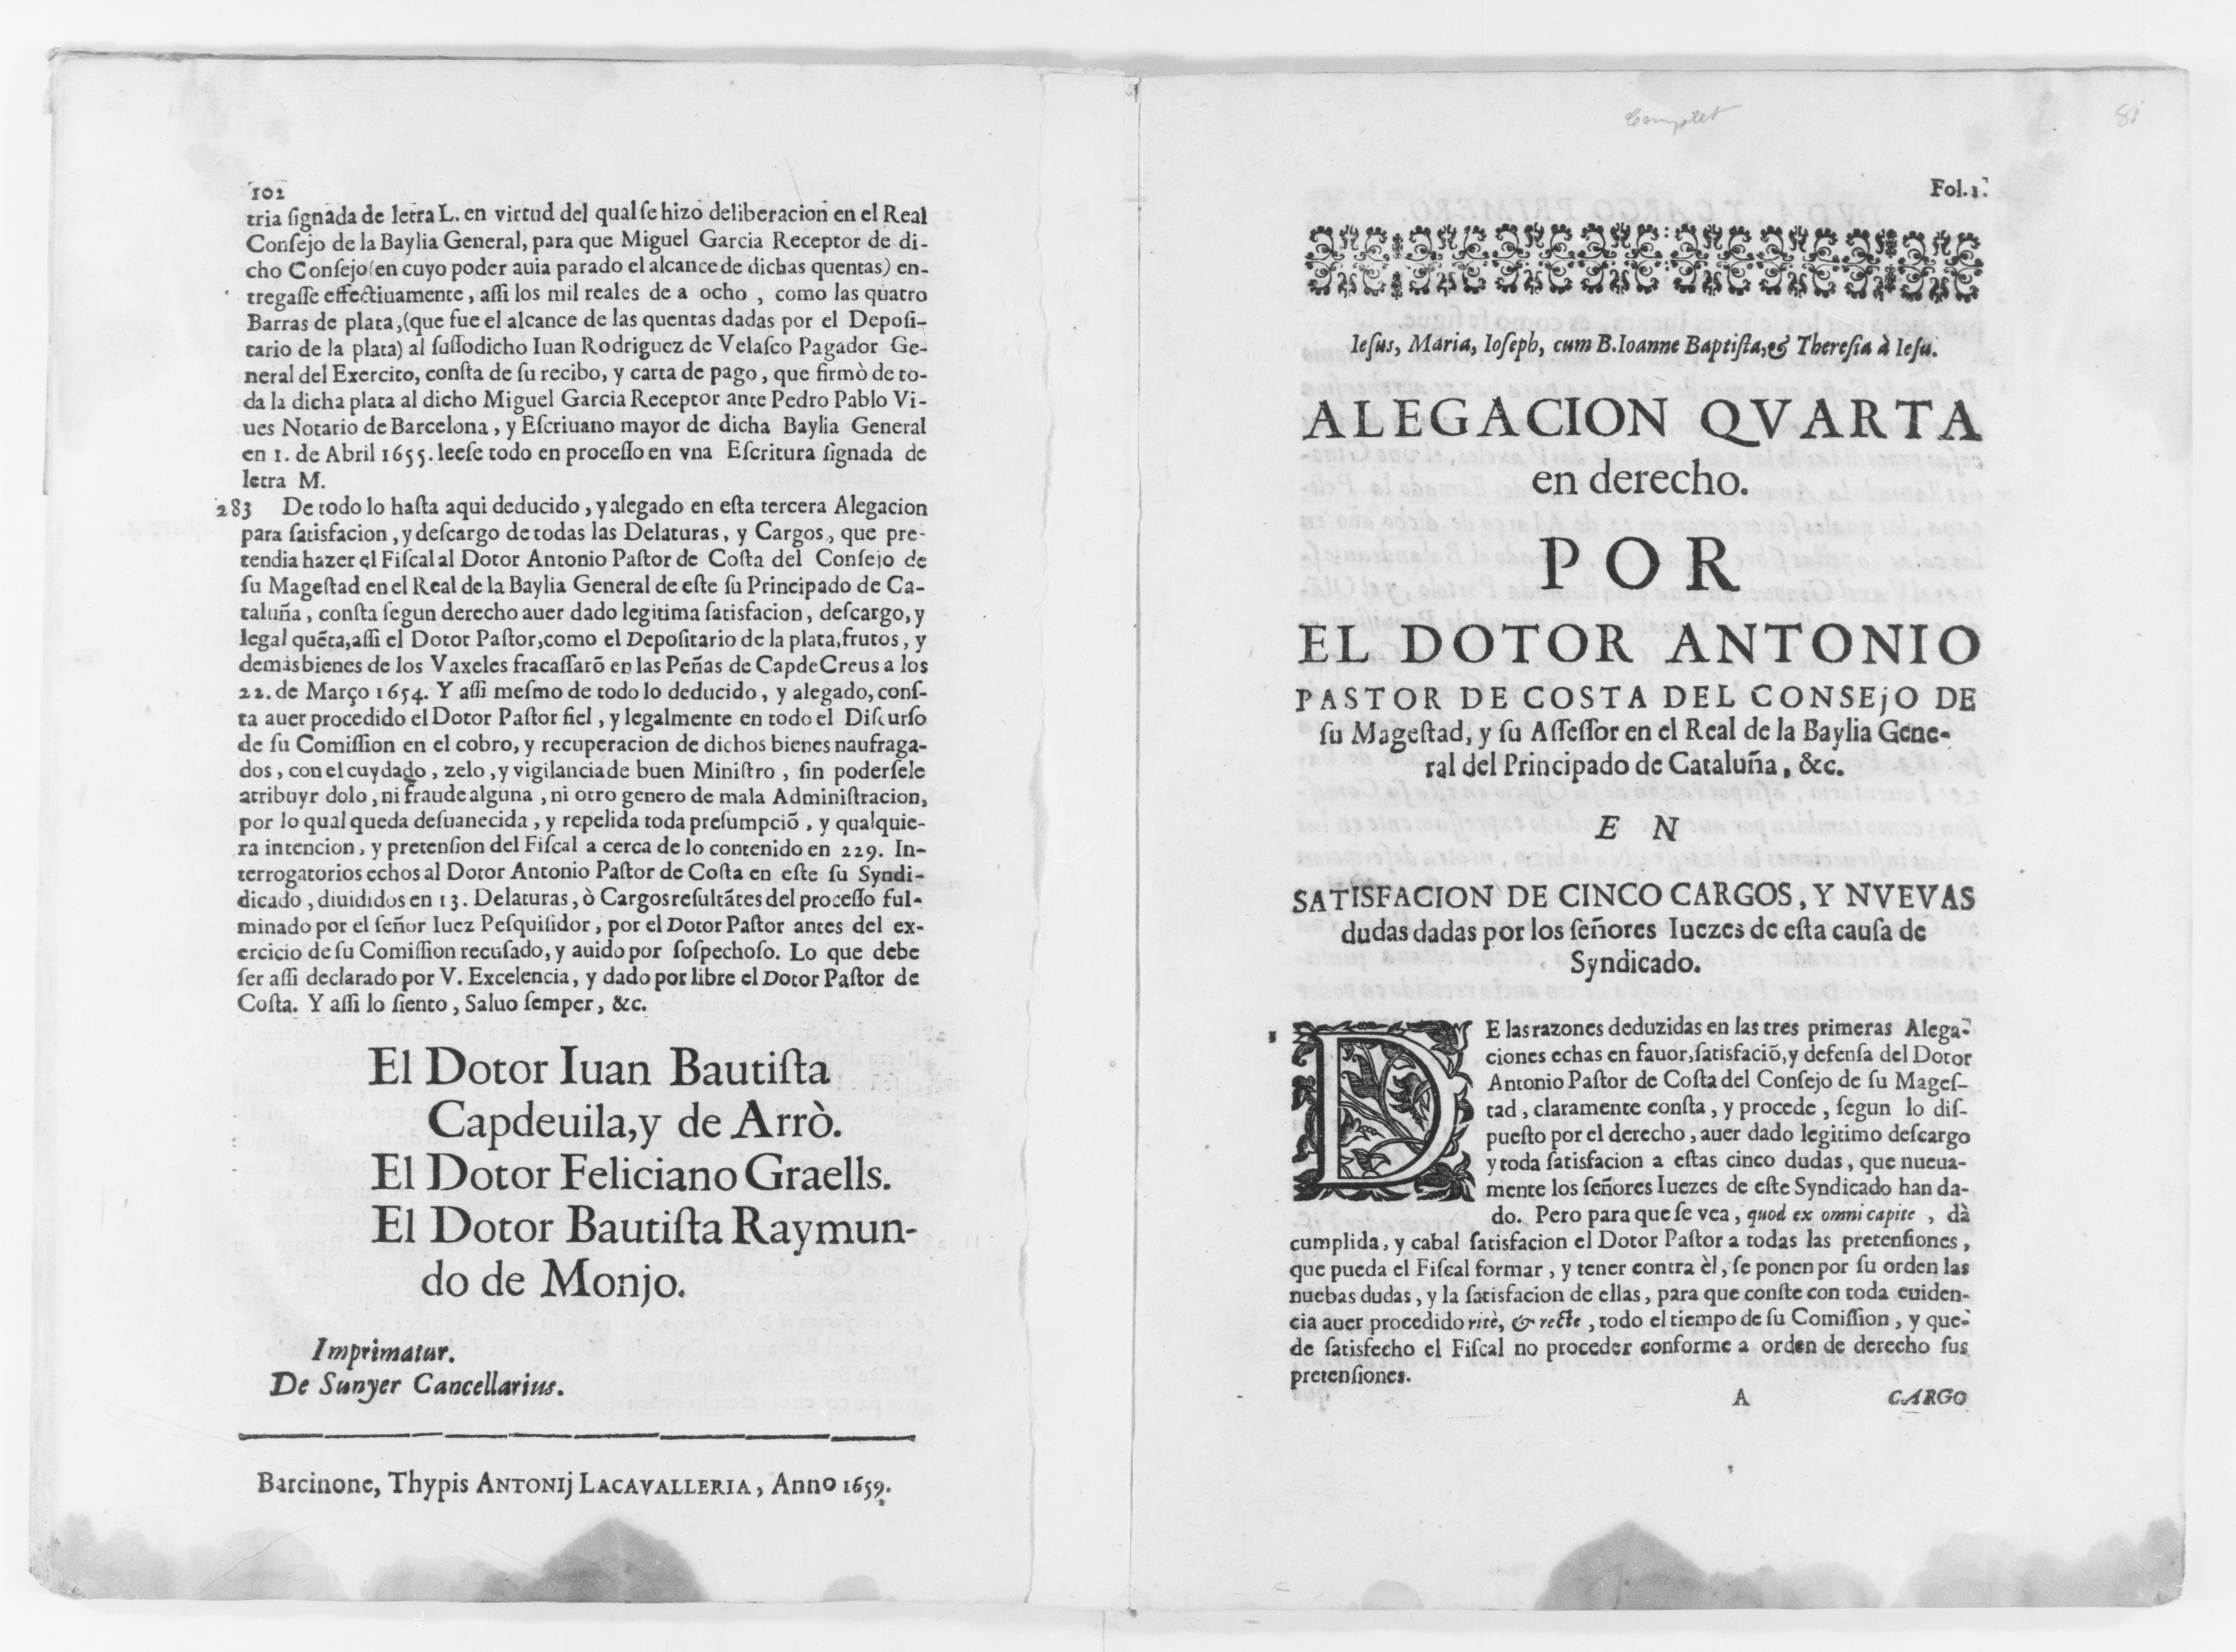 102
tria ſignada de letra L. en virtud del qual ſe hizo deliberacion en el Real
Conſejo de la Baylia General, para que Miguel Garcia Receptor de di-
cho Conſejo (en cuyo poder auia parado el alcance de dichas quentas) en-
tregaſſe effectiuamente, aſſi los mil reales de a ocho, como las quatro
Barras de plata, (que fue el alcance de las quentas dadas por el Depoſi-
tario de la plata) al ſuſſodicho Iuan Rodriguez de Velaſco Pagador Ge-
neral del Exercito, conſta de ſu recibo, y carta de pago, que firmò de to-
da la dicha plata al dicho Miguel Garcia Receptor ante Pedro Pablo Vi-
ues Notario de Barcelona, y Eſcriuano mayor de dicha Baylia General
en 1. de Abril 1655. leeſe todo en proceſſo en vna Eſcritura ſignada de
letra M.
283 De todo lo haſta aqui deducido, y alegado en eſta tercera Alegacion
para ſatisfacion, y deſcargo de todas las Delaturas, y Cargos, que pre-
tendia hazer el Fiſcal al Dotor Antonio Paſtor de Coſta del Conſejo de
ſu Mageſtad en el Real de la Baylia General de eſte ſu Principado de Ca-
taluña, conſta ſegun derecho auer dado legitima ſatisfacion, deſcargo, y
legal quẽta, aſſi el Dotor Paſtor, como el Depoſitario de la plata, frutos, y
demàs bienes de los Vaxeles fracaſſarõ en las Peñas de Cap de Creus a los
22. de Março 1654. Y aſſi meſmo de todo lo deducido, y alegado, conſ-
ta auer procedido el Dotor Paſtor fiel, y legalmente en todo el Diſcurſo
de ſu Comiſſion en el cobro, y recuperacion de dichos bienes naufraga-
dos, con el cuydado, zelo, y vigilancia de buen Miniſtro, ſin poderſele
atribuyr dolo, ni fraude alguna, ni otro genero de mala Adminiſtracion,
por lo qual queda deſuanecida, y repelida toda preſumpciõ, y qualquie-
ra intencion, y pretenſion del Fiſcal a cerca de lo contenido en 229. In-
terrogatorios echos al Dotor Antonio Paſtor de Coſta en eſte ſu Syndi-
dicado, diuididos en 13. Delaturas, ò Cargos reſultãtes del proceſſo ful-
minado por el ſeñor Iuez Peſquiſidor, por el Dotor Paſtor antes del ex-
ercicio de ſu Comiſſion recuſado, y auido por ſoſpechoſo. Lo que debe
ſer aſſi declarado por V. Excelencia, y dado por libre el Dotor Paſtor de
Coſta. Y aſſi lo ſiento, Saluo ſemper, &c.
El Dotor Iuan Bautiſta
Capdeuila, y de Arrò.
El Dotor Feliciano Graells.
El Dotor Bautiſta Raymun-
do de Monjo.
Imprimatur.
De Sunyer Cancellarius.
Barcinone, Thypis ANTONIj LACAVALLERIA, Anno 1659.
Complet
81
Fol. 1.
Ieſus, Maria, Ioſeph, cum B. Ioanne Baptiſta, & Thereſia à Ieſu.
ALEGACION QVARTA
en derecho.
POR
EL DOTOR ANTONIO
PASTOR DE COSTA DEL CONSEjO DE
ſu Mageſtad, y ſu Aſſeſſor en el Real de la Baylia Gene-
ral del Principado de Cataluña, &c.
EN
SATISFACION DE CINCO CARGOS, Y NVEVAS
dudas dadas por los ſeñores Iuezes de eſta cauſa de
Syndicado.
1 DE las razones deduzidas en las tres primeras Alega-
ciones echas en fauor, ſatisfaciõ, y defenſa del Dotor
Antonio Paſtor de Coſta del Conſejo de ſu Mageſ-
tad, claramente conſta, y procede, ſegun lo diſ-
pueſto por el derecho, auer dado legitimo deſcargo
y toda ſatisfacion a eſtas cinco dudas, que nueua-
mente los ſeñores Iuezes de eſte Syndicado han da-
do. Pero para que ſe vea, quod ex omni capite, dà
cumplida, y cabal ſatisfacion el Dotor Paſtor a todas las pretenſiones,
que pueda el Fiſcal formar, y tener contra èl, ſe ponen por ſu orden las
nuebas dudas, y la ſatisfacion de ellas, para que conſte con toda euiden-
cia auer procedido ritè, & rectè, todo el tiempo de ſu Comiſſion, y que-
de ſatisfecho el Fiſcal no proceder conforme a orden de derecho ſus
pretenſiones.
A CARGO